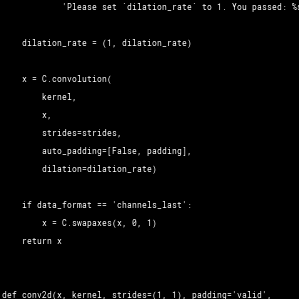 'Please set `dilation_rate` to 1. You passed: %s
dilation_rate = (1, dilation_rate)
x = C.convolution(
kernel,
x,
strides=strides,
auto_padding=[False, padding],
dilation=dilation_rate)
if data_format == 'channels_last':
x = C.swapaxes(x, 0, 1)
return x
def conv2d(x, kernel, strides=(1, 1), padding='valid',